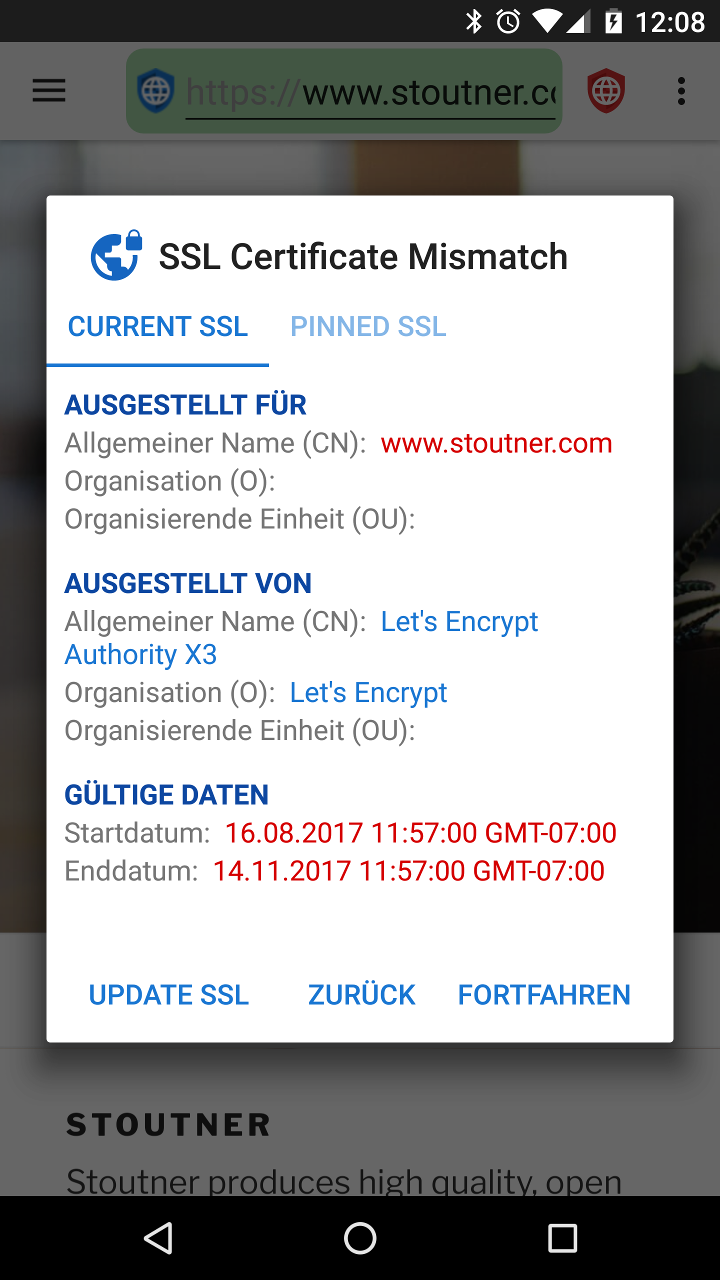 12:08
https://www.stoutner.co
SSL Certificate Mismatch
CURRENT SSL PINNED SSL
AUSGESTELLT FÜR
Allgemeiner Name (CN): www.stoutner.com
Organisation (O):
Organisierende Einheit (OU):
AUSGESTELLT VON
Allgemeiner Name (CN): Let's Encrypt
Authority X3
Organisation (O): Let's Encrypt
Organisierende Einheit (OU):
GÜLTIGE DATEN
Startdatum: 16.08.2017 11:57:00 GMT-07:00
Enddatum: 14.11.2017 11:57:00 GMT-07:00
UPDATE SSL ZURÜCK FORTFAHREN
STOUTNER
Stoutner produces high quality, open